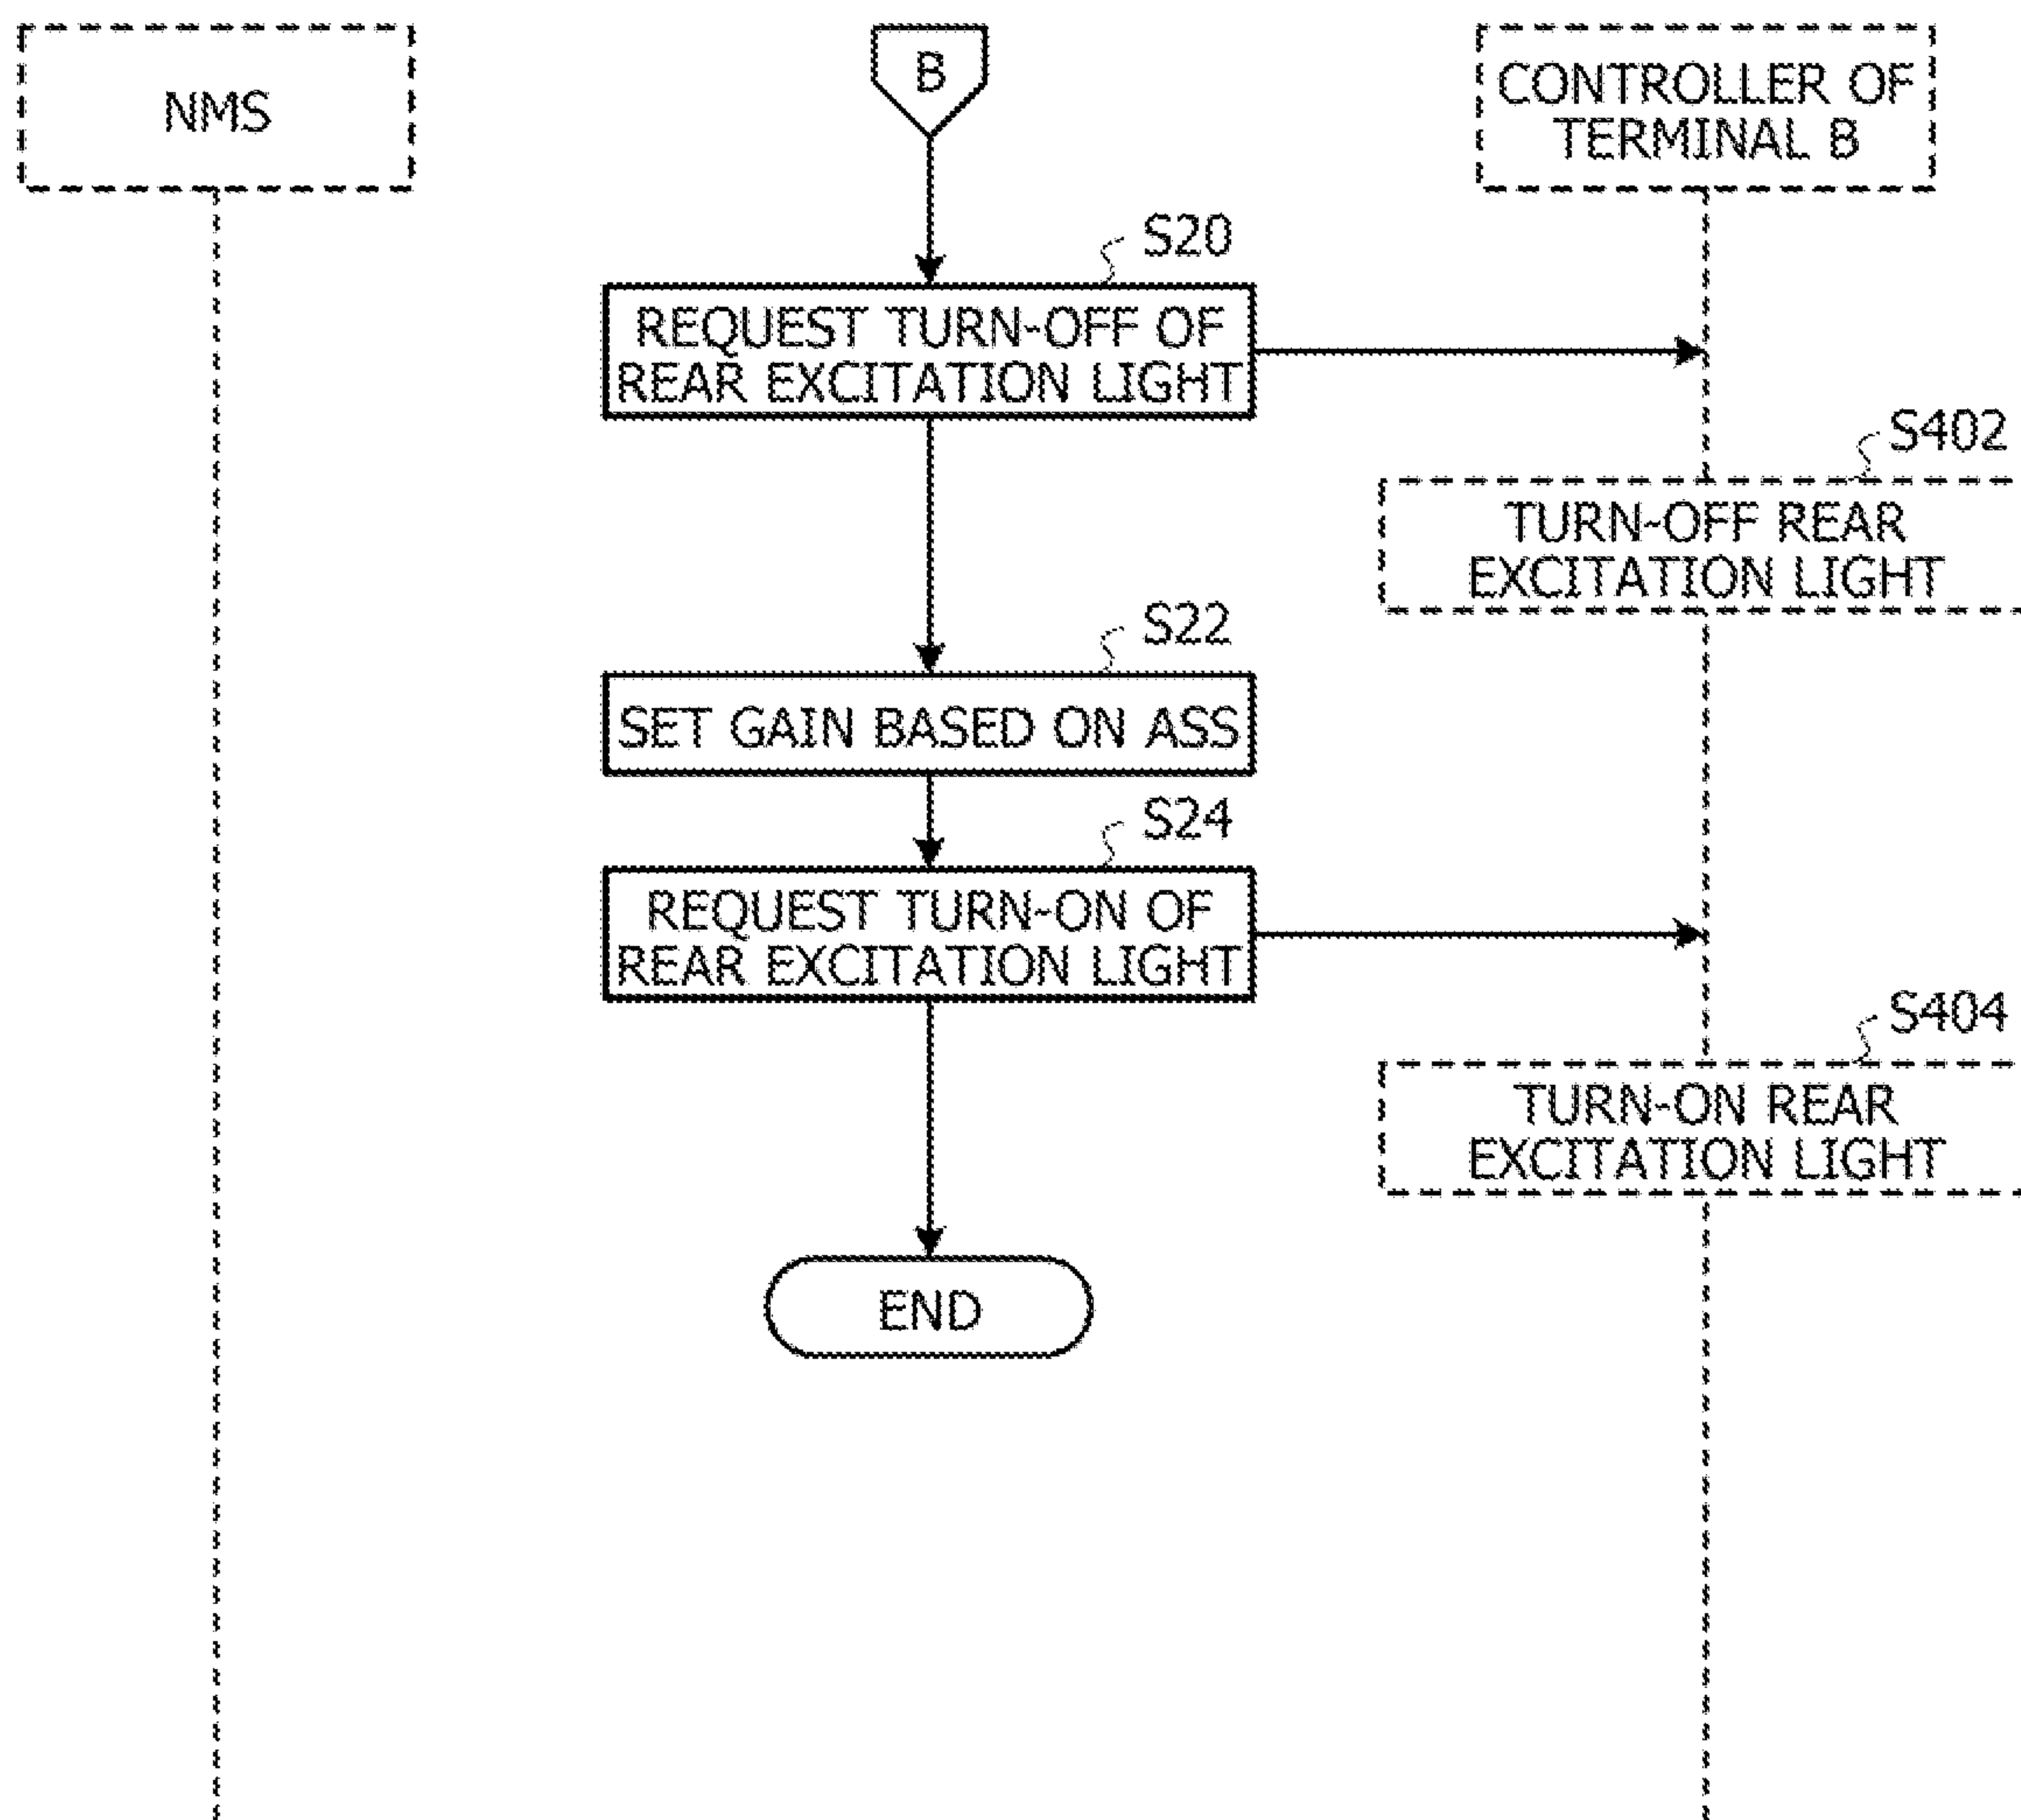 NMS
B
CONTROLLER OF
TERMINAL B
S20
REQUEST TURN-OFF OF
REAR EXCITATION LIGHT
S402
TURN-OFF REAR
EXCITATION LIGHT
S22
SET GAIN BASED ON ASS
S24
REQUEST TURN-ON OF
REAR EXCITATION LIGHT
S404
TURN-ON REAR
EXCITATION LIGHT
END